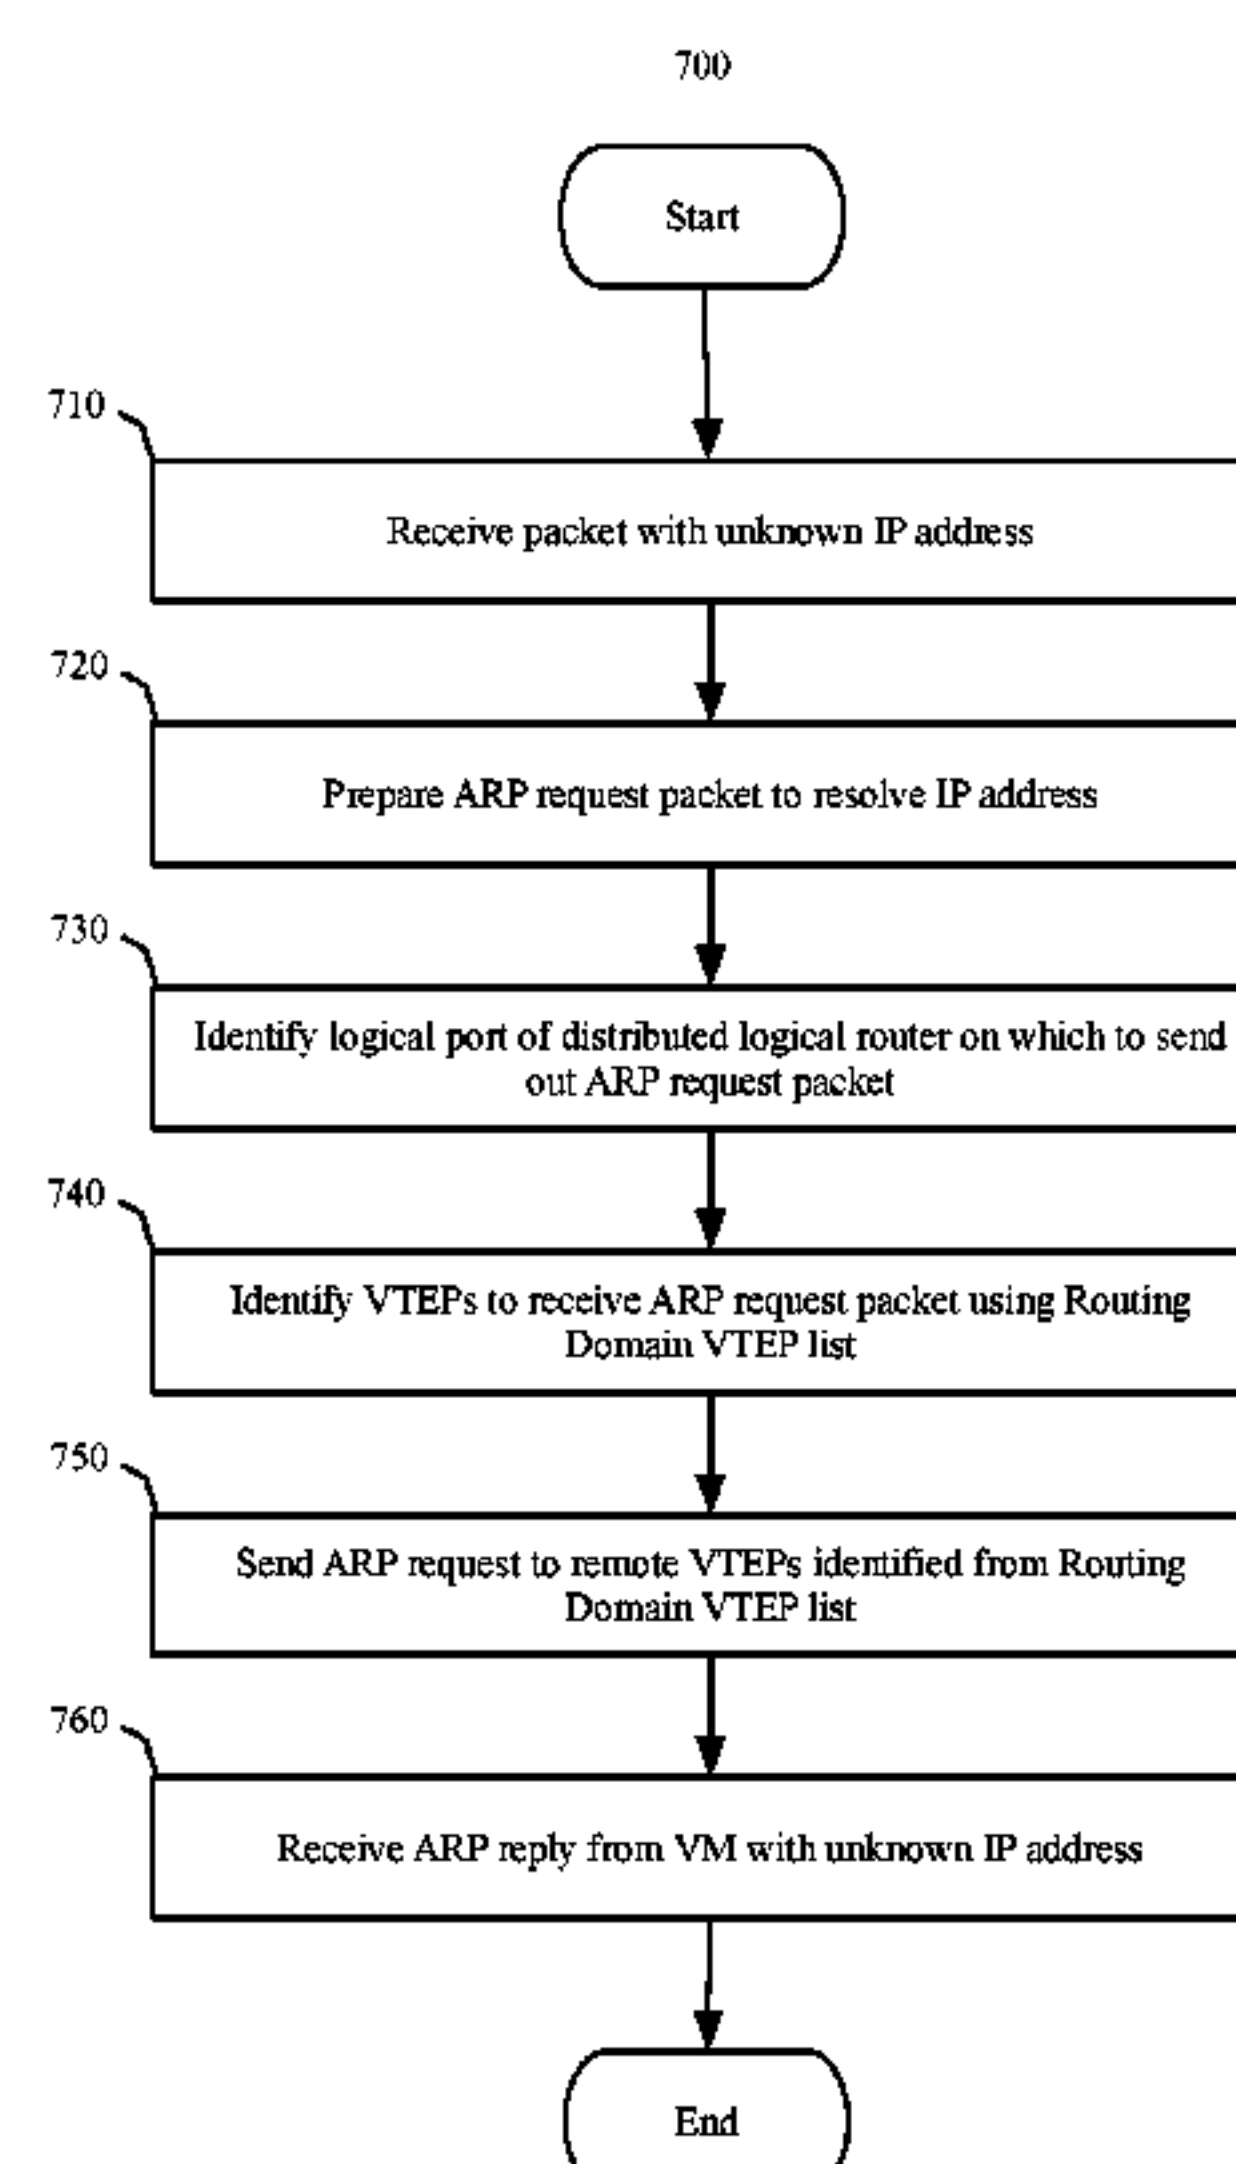 700
Start
710
Receive packet with unknown IP address
720
Prepare ARP request packet to resolve IP address
730
Identify logical port of distributed logical router on which to send
out ARP request packet
740
Identify VTEPs to receive ARP request packet using Routing
Domain VTEP list
750
Send ARP request to remote VTEPs identified from Routing
Domain VTEP list
760
Receive ARP reply from VM with unknown IP address
End